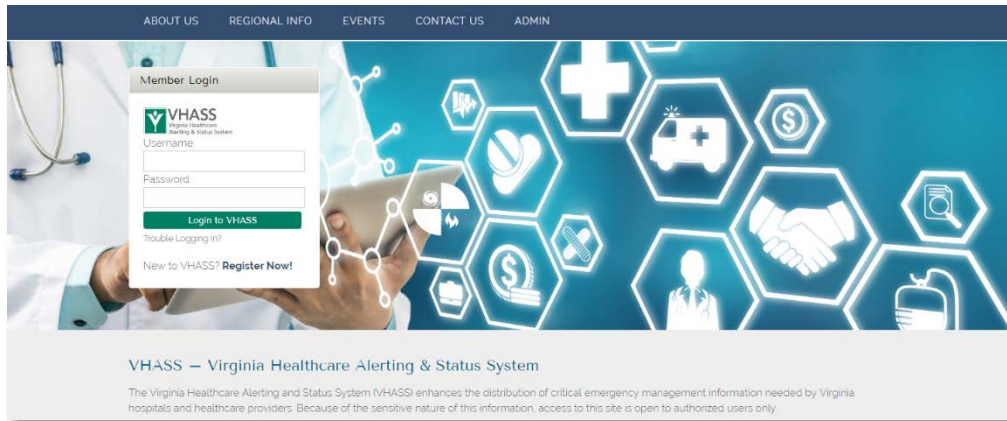 ABOUT US REGIONAL INFO EVENTS CONTACT US ADMIN
Member Login
VHASS
Virginia Healthcare
Alerting & Status System
Username:
Password
Login to VHASS
Trouble Logging In?
New to VHASS? Register Now!
VHASS – Virginia Healthcare Alerting & Status System
The Virginia Healthcare Alerting and Status System (VHASS) enhances the distribution of critical emergency management information needed by Virginia
hospitals and healthcare providers. Because of the sensitive nature of this information, access to this site is open to authorized users only.